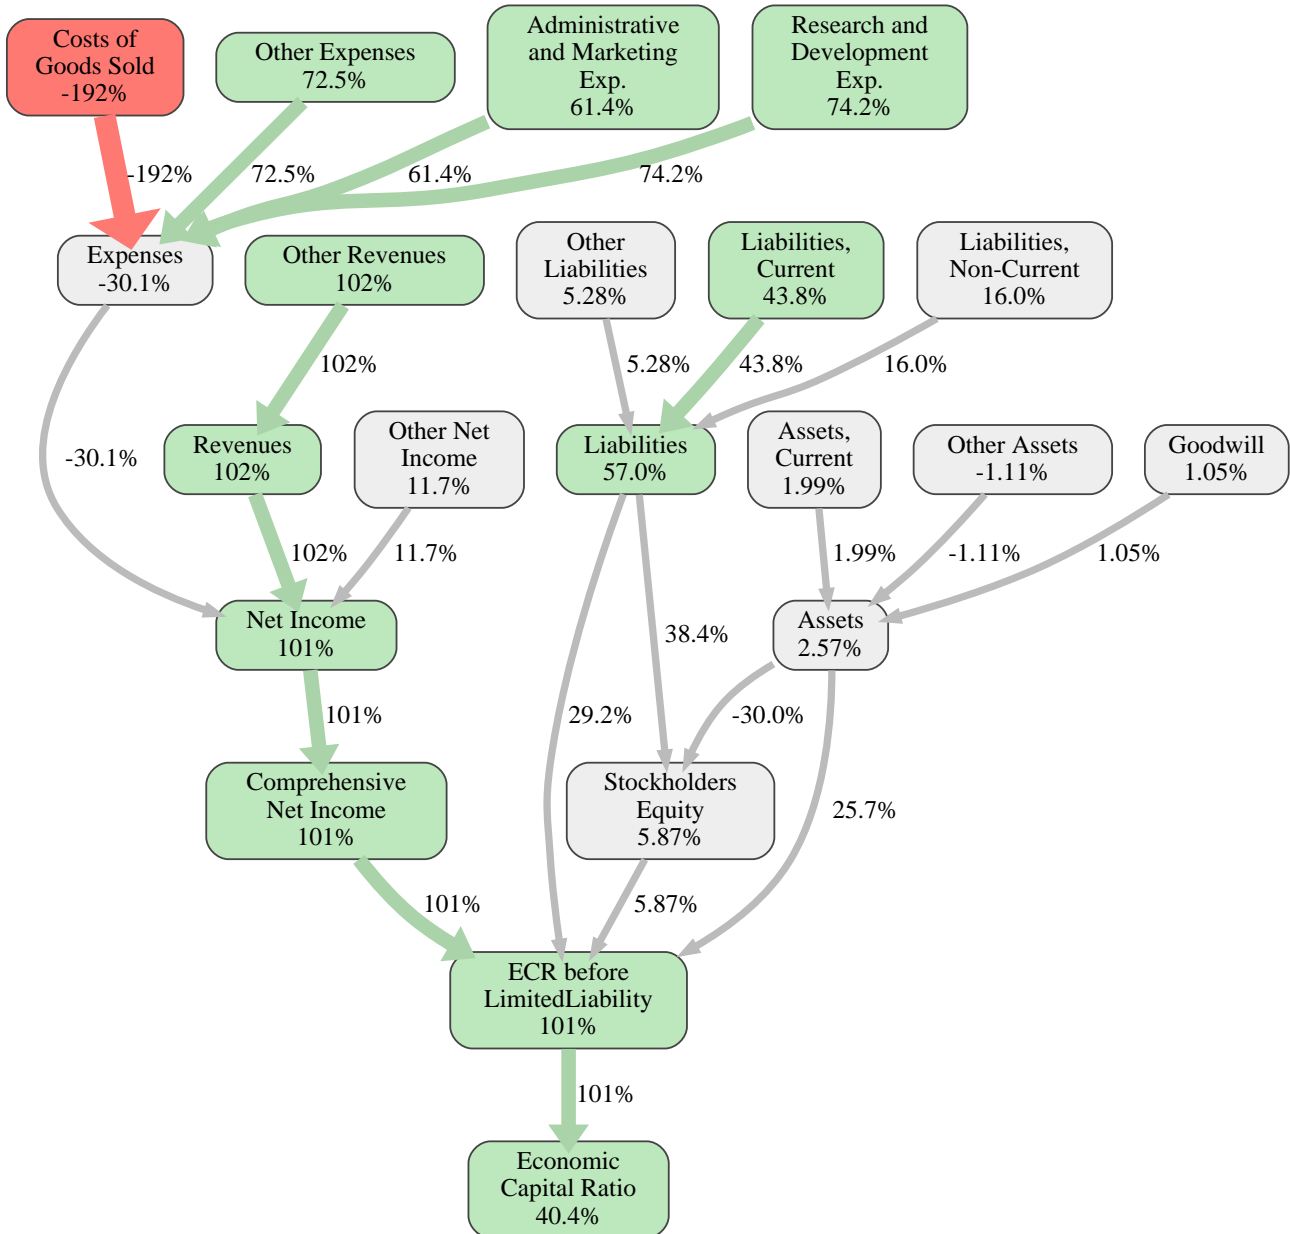 Costs of
Goods Sold
-192%
Other Expenses
72.5%
Administrative
and Marketing
Exp.
61.4%
Research and
Development
Exp.
74.2%
-192%
72.5%
61.4%
74.2%
Expenses
-30.1%
Other Revenues
102%
Other
Liabilities
5.28%
Liabilities,
Current
43.8%
Liabilities,
Non-Current
16.0%
102%
5.28%
43.8%
16.0%
-30.1%
Revenues
102%
Other Net
Income
11.7%
Liabilities
57.0%
Assets,
Current
1.99%
Other Assets
-1.11%
Goodwill
1.05%
102%
11.7%
1.99%
-1.11%
1.05%
Net Income
101%
38.4%
Assets
2.57%
101%
29.2%
-30.0%
Comprehensive
Net Income
101%
Stockholders
Equity
5.87%
25.7%
101%
5.87%
ECR before
LimitedLiability
101%
101%
Economic
Capital Ratio
40.4%